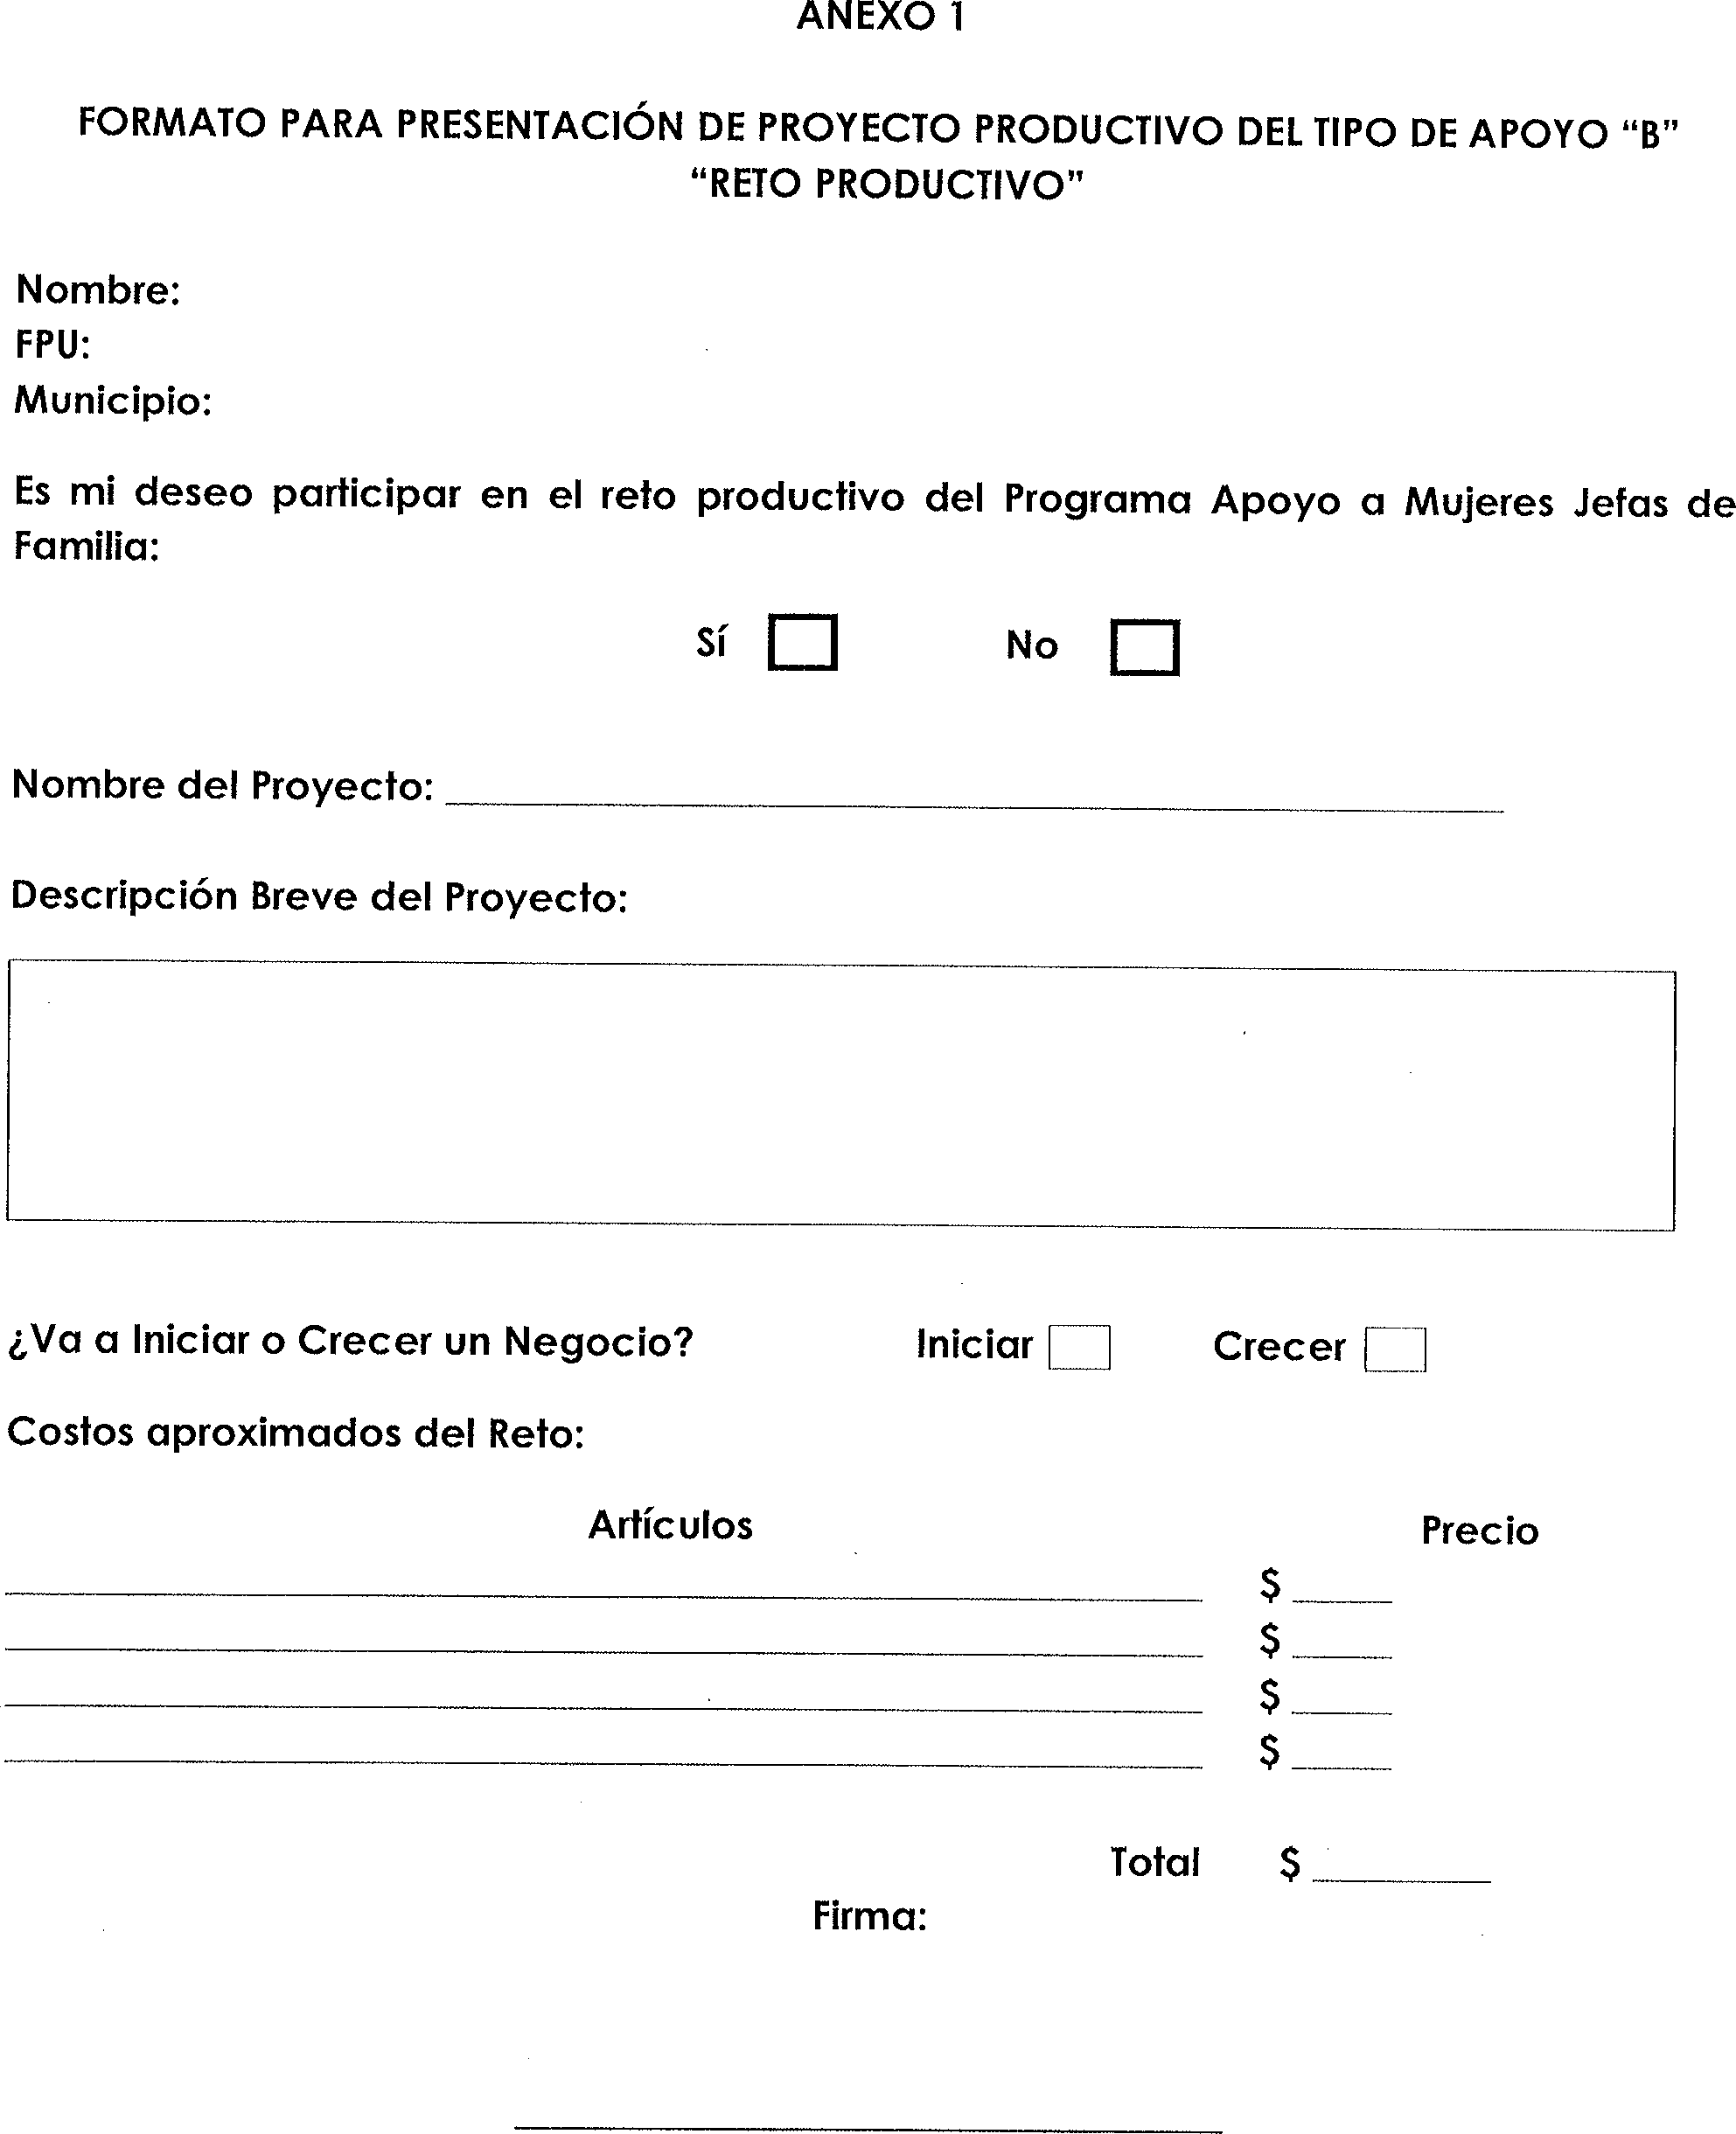 ANEXO 1
FORMATO PARA PRESENTACIÓN DE PROYECTO PRODUCTIVO DEL TIPO DE APOYO “B”
“RETO PRODUCTIVO”
Nombre:
FPU:
Municipio:
Es mi deseo participar en el reto productivo del Programa Apoyo a Mujeres Jefas de
Familia:
Sí No
Nombre del Proyecto:
Descripción Breve del Proyecto:
¿Va a Iniciar o Crecer un Negocio? Iniciar Crecer
Costos aproximados del Reto:
Artículos Precio
$
$
$
$
Total $
Firma: